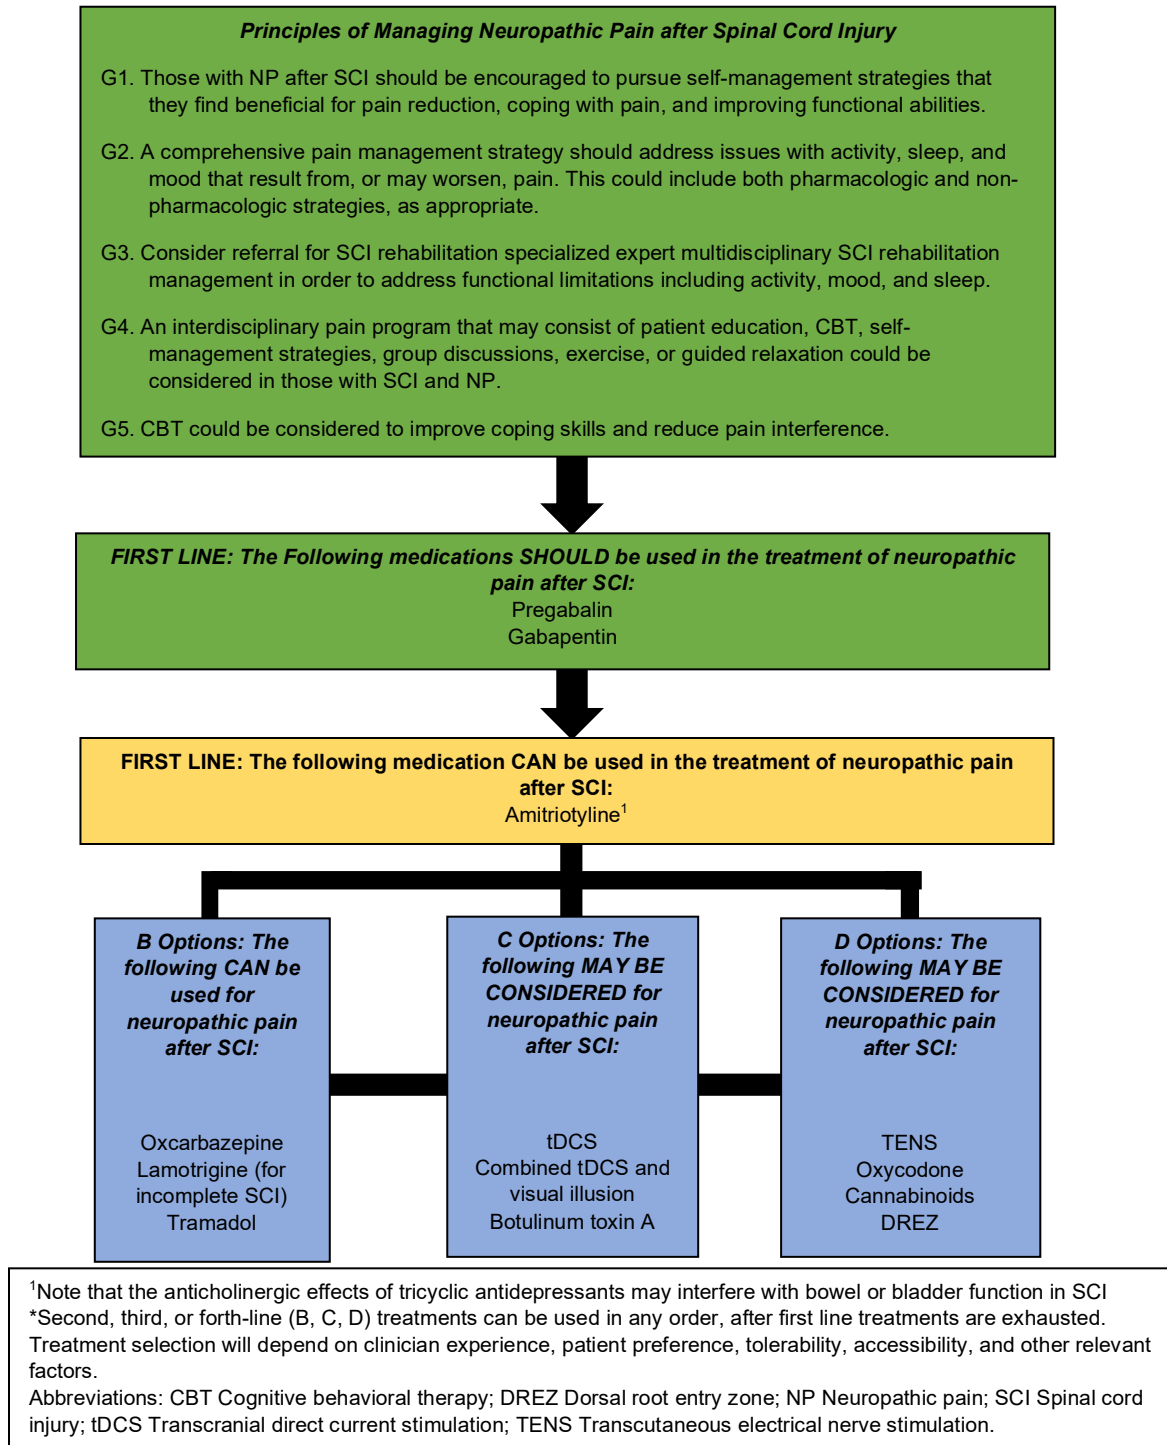 Principles of Managing Neuropathic Pain after Spinal Cord Injury
G1. Those with NP after SCI should be encouraged to pursue self-management strategies that
they find beneficial for pain reduction, coping with pain, and improving functional abilities.
G2. A comprehensive pain management strategy should address issues with activity, sleep, and
mood that result from, or may worsen, pain. This could include both pharmacologic and non-
pharmacologic strategies, as appropriate.
G3. Consider referral for SCI rehabilitation specialized expert multidisciplinary SCI rehabilitation
management in order to address functional limitations including activity, mood, and sleep.
G4. An interdisciplinary pain program that may consist of patient education, CBT, self-
management strategies, group discussions, exercise, or guided relaxation could be
considered in those with SCI and NP.
G5. CBT could be considered to improve coping skills and reduce pain interference.
FIRST LINE: The Following medications SHOULD be used in the treatment of neuropathic
pain after SCI:
Pregabalin
Gabapentin
FIRST LINE: The following medication CAN be used in the treatment of neuropathic pain
after SCI:
Amitriotyline¹
B Options: The
following CAN be
used for
neuropathic pain
after SCI:
Oxcarbazepine
Lamotrigine (for
incomplete SCI)
Tramadol
C Options: The
following MAY BE
CONSIDERED for
neuropathic pain
after SCI:
tDCS
Combined tDCS and
visual illusion
Botulinum toxin A
D Options: The
following MAY BE
CONSIDERED for
neuropathic pain
after SCI:
TENS
Oxycodone
Cannabinoids
DREZ
¹Note that the anticholinergic effects of tricyclic antidepressants may interfere with bowel or bladder function in SCI
*Second, third, or forth-line (B, C, D) treatments can be used in any order, after first line treatments are exhausted.
Treatment selection will depend on clinician experience, patient preference, tolerability, accessibility, and other relevant
factors.
Abbreviations: CBT Cognitive behavioral therapy; DREZ Dorsal root entry zone; NP Neuropathic pain; SCI Spinal cord
injury; tDCS Transcranial direct current stimulation; TENS Transcutaneous electrical nerve stimulation.